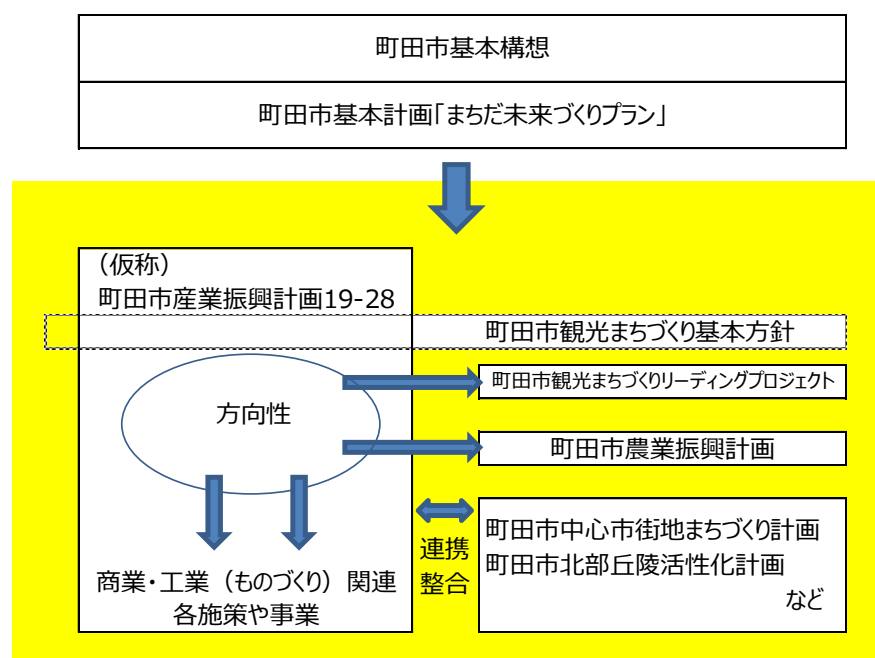 町田市基本構想
町田市基本計画「まちだ未来づくりプラン」
（仮称）
町田市産業振興計画19-28
町田市観光まちづくり基本方針
町田市観光まちづくりリーディングプロジェクト
方向性
町田市農業振興計画
連携
整合
町田市中心市街地まちづくり計画
町田市北部丘陵活性化計画
など
商業・工業（ものづくり）関連
各施策や事業